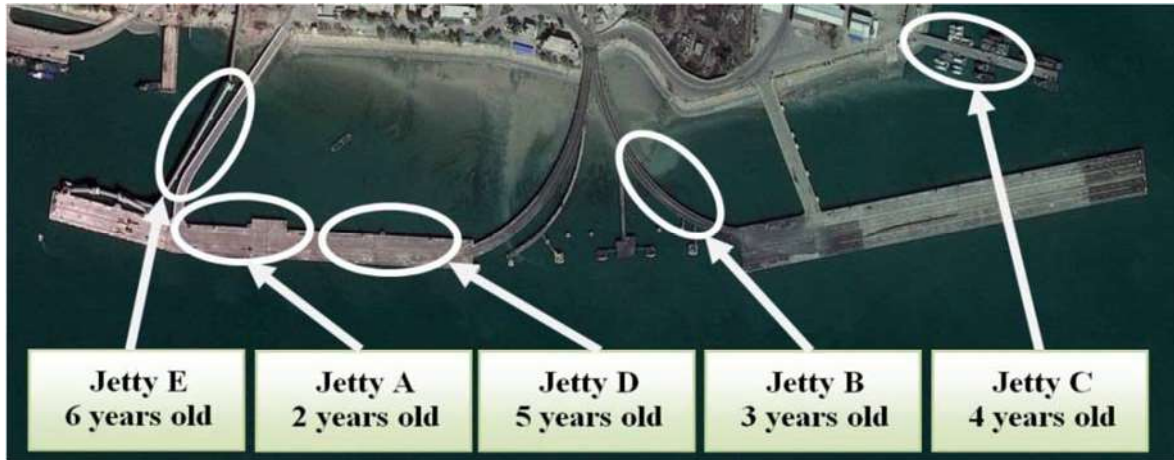 Jetty E
6 years old
Jetty A
2 years old
Jetty D
5 years old
Jetty B
3 years old
Jetty C
4 years old